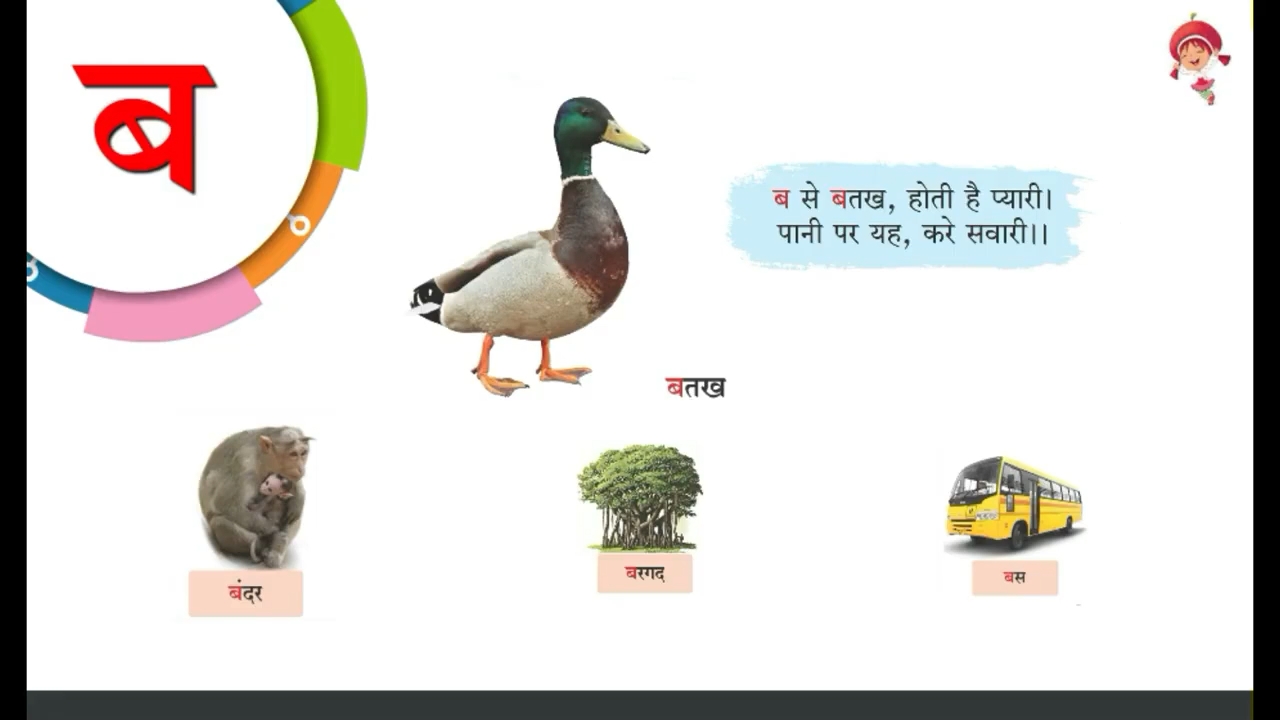 ब
ब से बतख, होती है प्यारी।
पानी पर यह, करे सवारी।।
बतख
बंदर
बरगद
बस